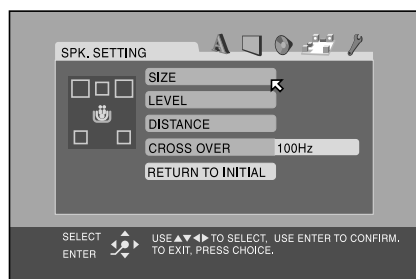 SPK. SETTING
SIZE
LEVEL
DISTANCE
CROSS OVER 100Hz
RETURN TO INITIAL
SELECT
ENTER
USE▲▼◀▶ TO SELECT, USE ENTER TO CONFIRM.
TO EXIT, PRESS CHOICE.